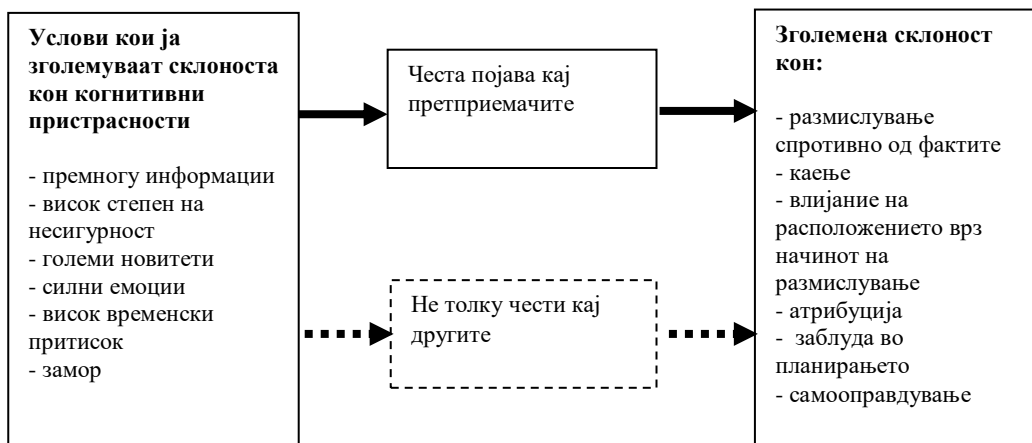 Услови кои ја
зголемуваат склоноста
кон когнитивни
пристрасности
- премногу информации
- висок степен на
несигурност
- големи новитети
- силни емоции
- висок временски
притисок
- замор
Честа појава кај
претприемачите
Не толку чести кај
другите
Зголемена склоност
кон:
- размислување
спротивно од фактите
- каење
- влијание на
расположението врз
начинот на
размислување
- атрибуција
- заблуда во
планирањето
- самооправдување